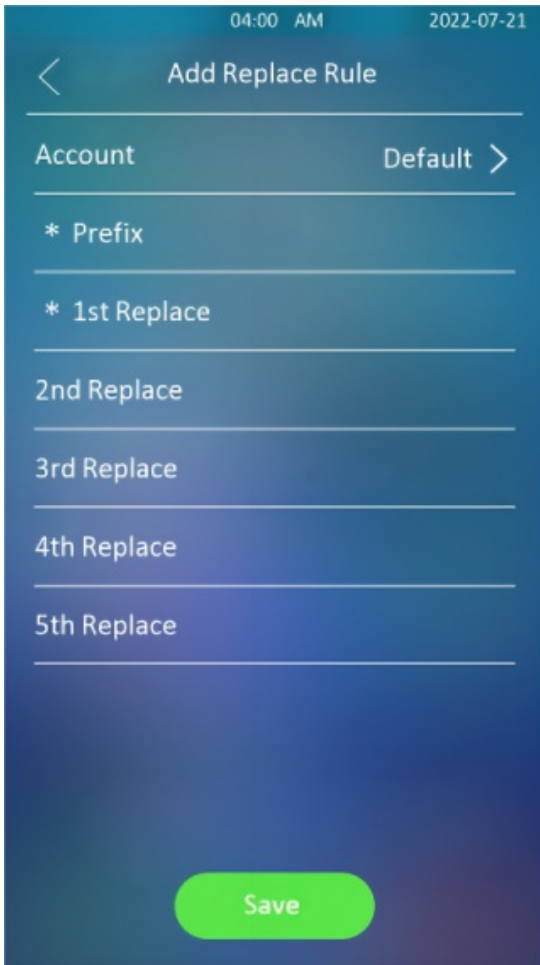 04:00 AM 2022-07-21
Add Replace Rule
Account Default
* Prefix
* 1st Replace
2nd Replace
3rd Replace
4th Replace
5th Replace
Save